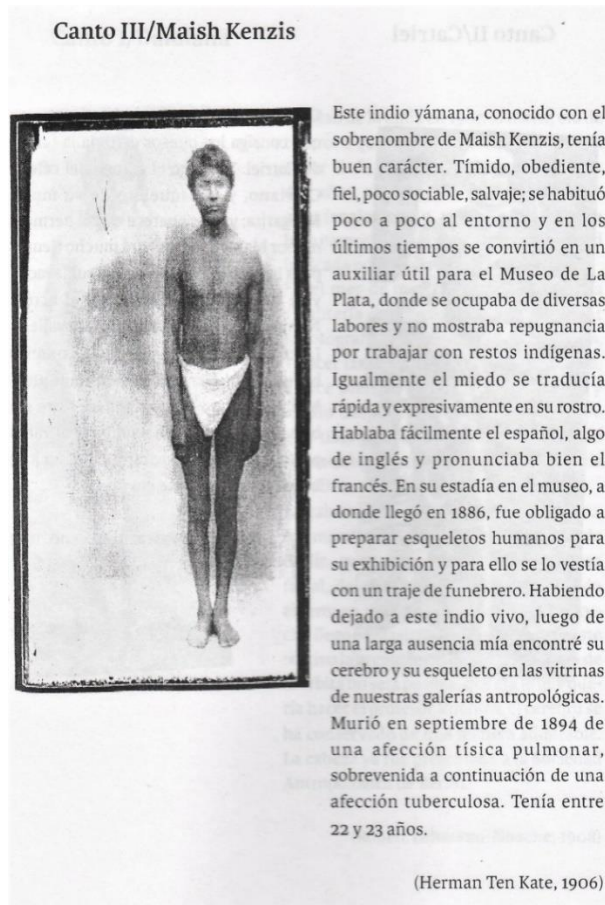 Canto III/Maish Kenzis
Este indio yámana, conocido con el
sobrenombre de Maish Kenzis, tenía
buen carácter. Tímido, obediente,
fiel, poco sociable, salvaje; se habituó
poco a poco al entorno y en los
últimos tiempos se convirtió en un
auxiliar útil para el Museo de La
Plata, donde se ocupaba de diversas
labores y no mostraba repugnancia
por trabajar con restos indígenas.
Igualmente el miedo se traducía
rápida y expresivamente en su rostro.
Hablaba fácilmente el español, algo
de inglés y pronunciaba bien el
francés. En su estadía en el museo, a
donde llegó en 1886, fue obligado a
preparar esqueletos humanos para
su exhibición y para ello se lo vestía
con un traje de funebrero. Habiendo
dejado a este indio vivo, luego de
una larga ausencia mía encontré su
cerebro y su esqueleto en las vitrinas
de nuestras galerías antropológicas.
Murió en septiembre de 1894 de
una afección tísica pulmonar,
sobrevenida a continuación de una
afección tuberculosa. Tenía entre
22 y 23 años.
(Herman Ten Kate, 1906)